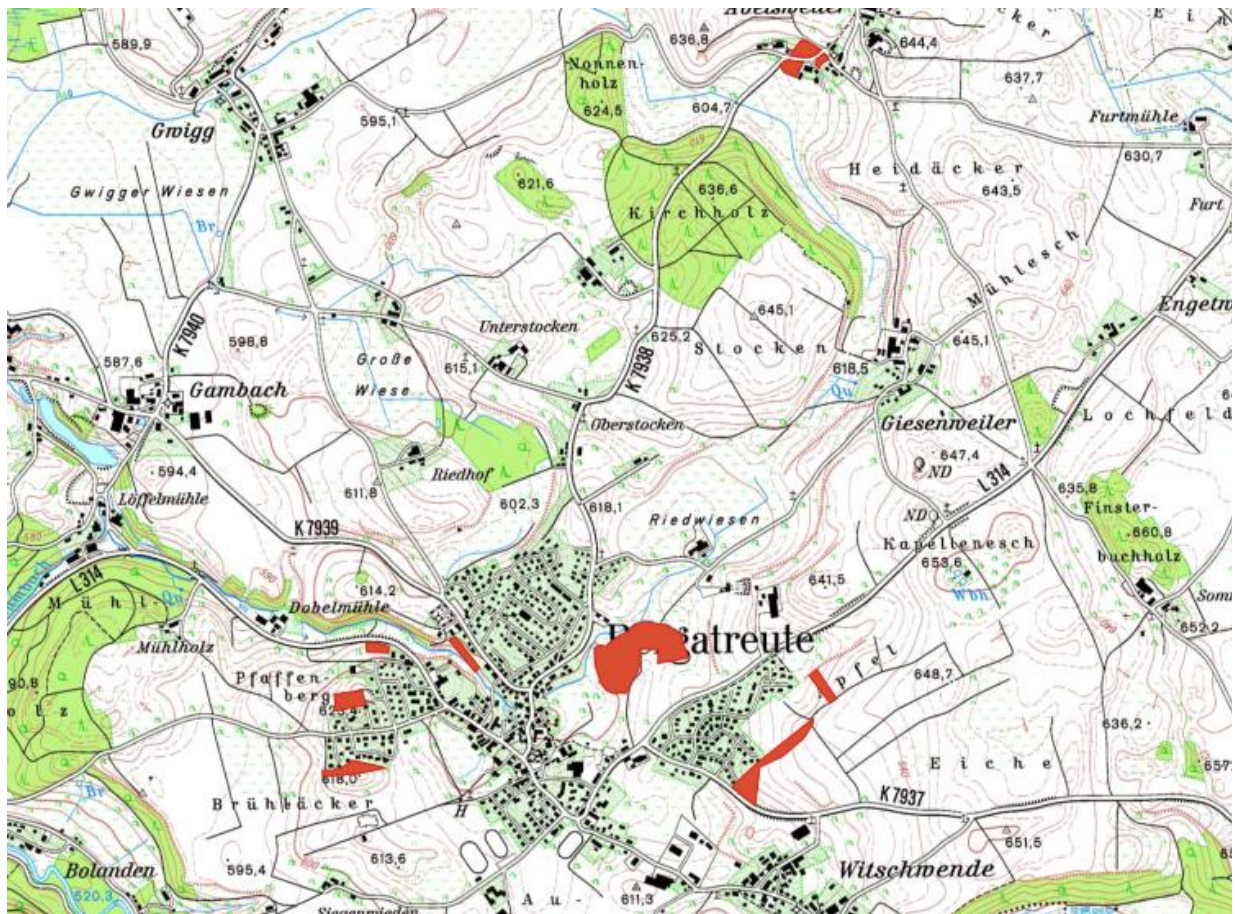 589,9
636,8
644,4
Nonnen-
holz
624,5
637,7
604,7
595,1
Furtmühle
630,7
Gwigg
Heidäcker
643,5
Gwigger Wiesen
621,6
636,6
Kirchholz
Furt
Br
Mühlesch
K 7940
645,1
Unterstocken
625,2
598,8
Große
Wiese
615,1
K 7938
Stocken
645,1
618,5
587,6
Qu
Gambach
Lochfeld
Oberstocken
Giesenweiler
647,4
ND
594,4
Riedhof
611,8
L 314
Löffelmühle
602,3
618,1
635,8
Finster-
buchholz
660,8
K 7939
Riedwiesen
ND
Kapellenesch
653,6
L 314
Qu
614,2
641,5
Wbh
Mühl-
Dobelmühle
652,2
Mühlholz
Pfaffen-
berg
648,7
olz
636,2
618,0
Eiche
Br
Brühläcker
H
K 7937
595,4
613,6
651,5
Bolanden
520,3
Witschwende
Au-
611,3